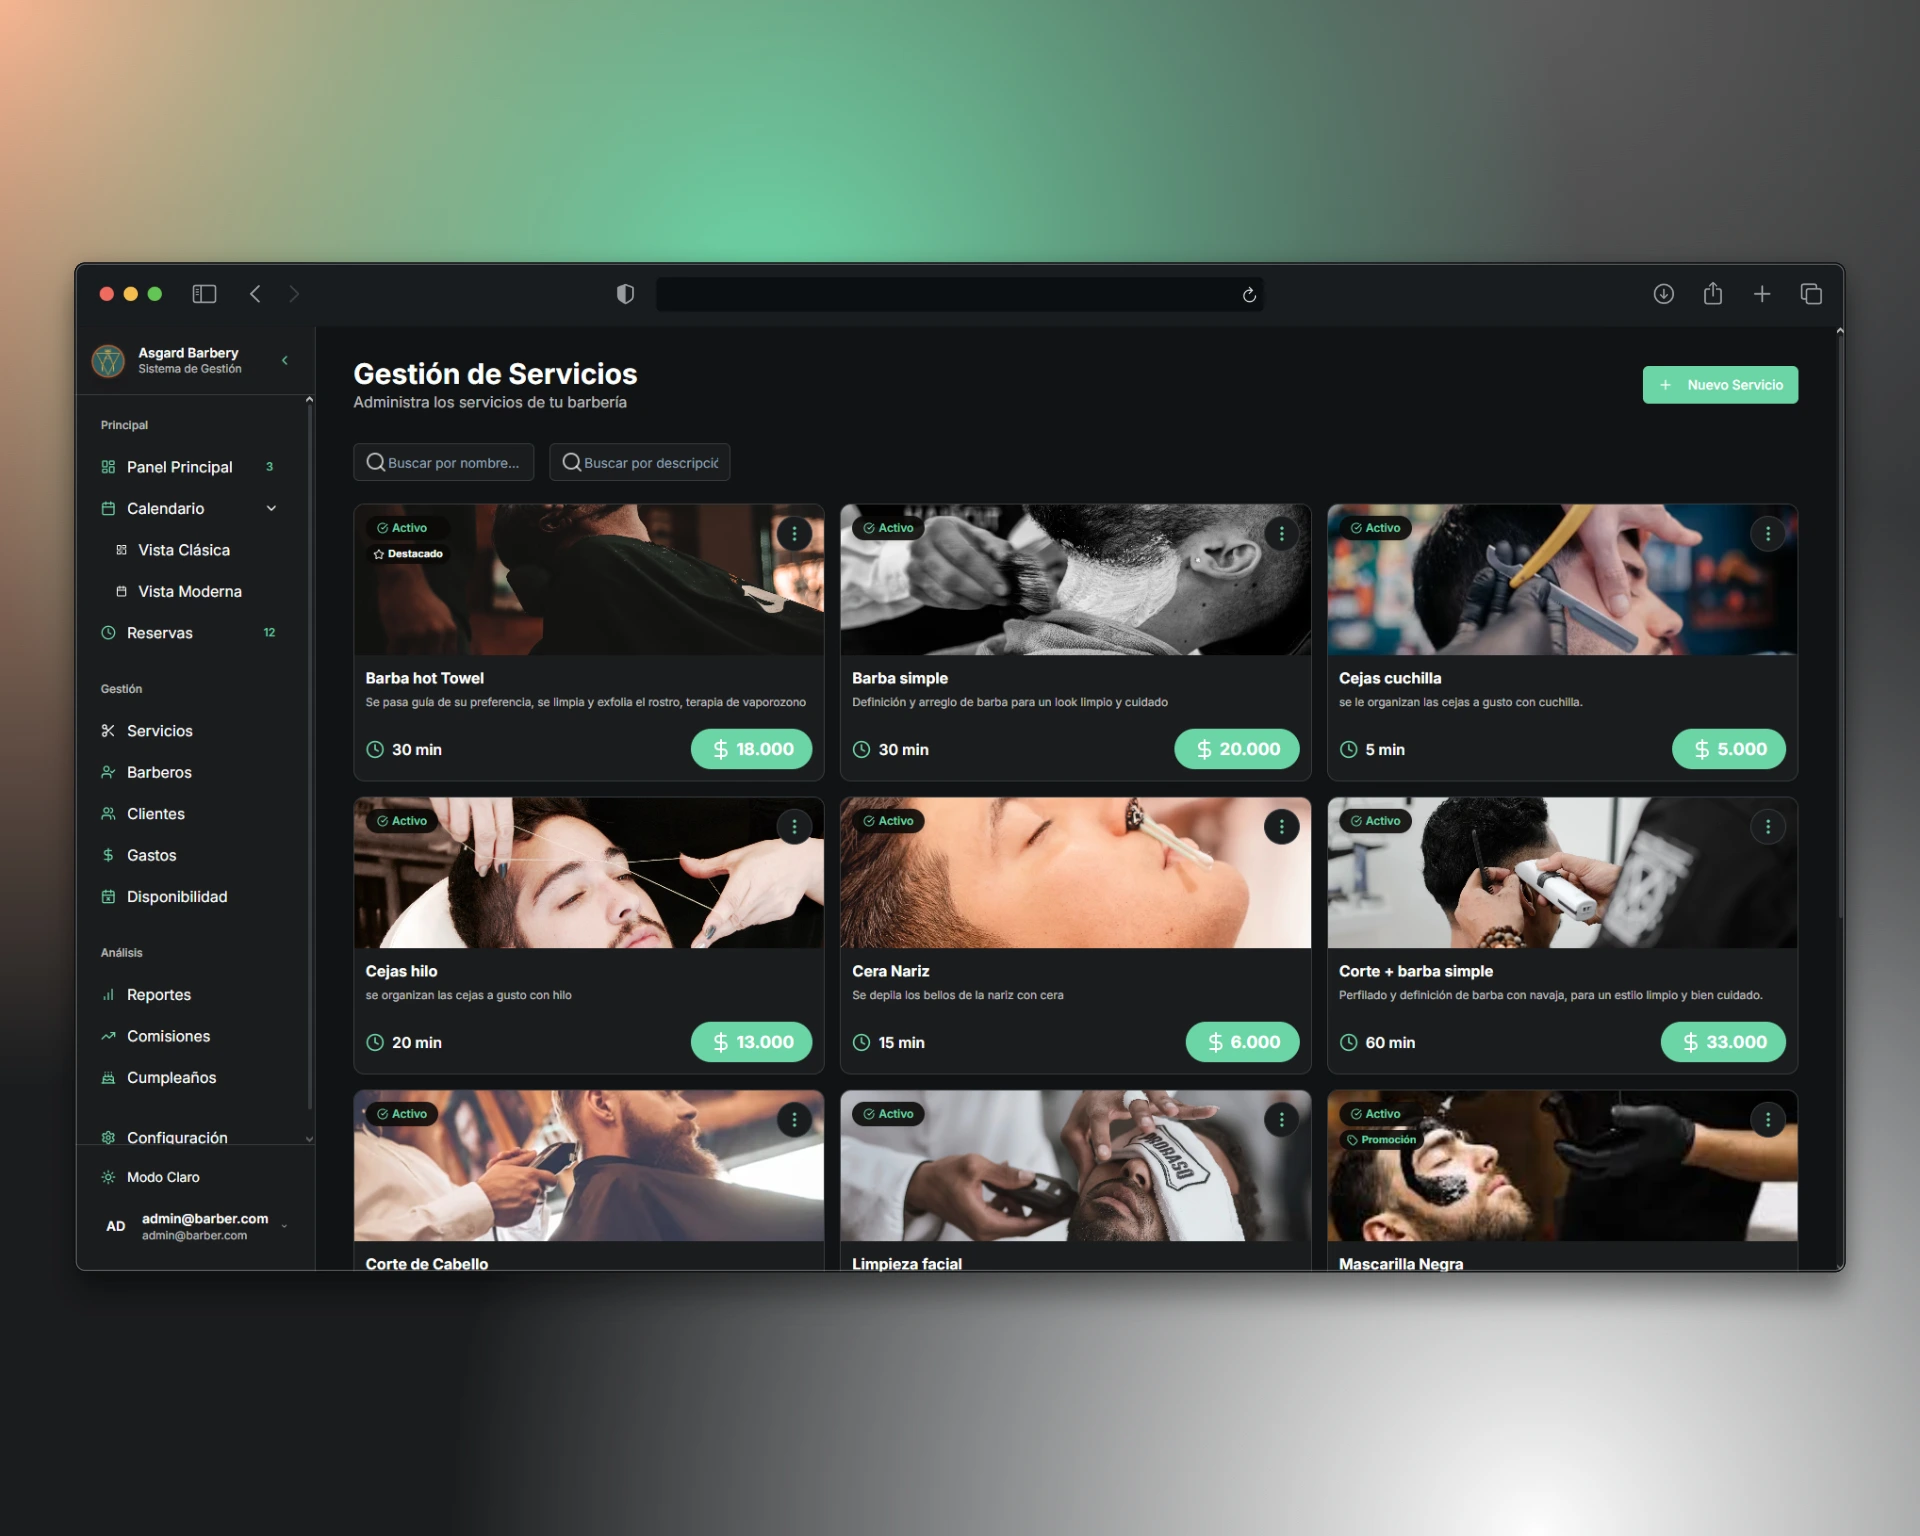 Asgard Barbery
Sistema de Gestión
Principal
Panel Principal 3
Calendario
Vista Clásica
Vista Moderna
Reservas 12
Gestión
Servicios
Barberos
Clientes
Gastos
Disponibilidad
Análisis
Reportes
Comisiones
Cumpleaños
Configuración
Modo Claro
AD
admin@barber.com
admin@barber.com
Gestión de Servicios
Administra los servicios de tu barbería
+ Nuevo Servicio
Buscar por nombre...
Buscar por descripció
Activo
Destacado
Barba hot Towel
Se pasa guía de su preferencia, se limpia y exfolia el rostro, terapia de vaporozono
30 min
$ 18.000
Activo
Barba simple
Definición y arreglo de barba para un look limpio y cuidado
30 min
$ 20.000
Activo
Cejas cuchilla
se le organizan las cejas a gusto con cuchilla.
5 min
$ 5.000
Activo
Cejas hilo
se organizan las cejas a gusto con hilo
20 min
$ 13.000
Activo
Cera Nariz
Se depila los bellos de la nariz con cera
15 min
$ 6.000
Activo
Corte + barba simple
Perfilado y definición de barba con navaja, para un estilo limpio y bien cuidado.
60 min
$ 33.000
Activo
Corte de Cabello
Activo
PRORASO
Limpieza facial
Activo
Promoción
Mascarilla Negra